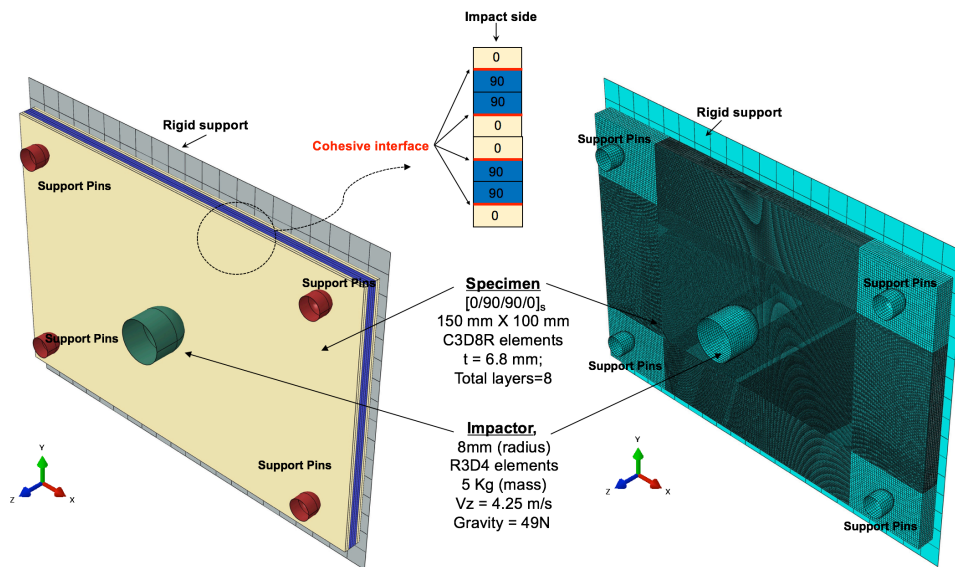 Impact side
0
90
90
0
0
90
90
0
Cohesive interface
Rigid support
Support Pins
Support Pins
Support Pins
Support Pins
Y
Z
X
Specimen
[0/90/90/0]s
150 mm X 100 mm
C3D8R elements
t = 6.8 mm;
Total layers=8
Impactor,
8mm (radius)
R3D4 elements
5 Kg (mass)
Vz = 4.25 m/s
Gravity = 49N
Rigid support
Support Pins
Support Pins
Support Pins
Support Pins
Y
Z
X